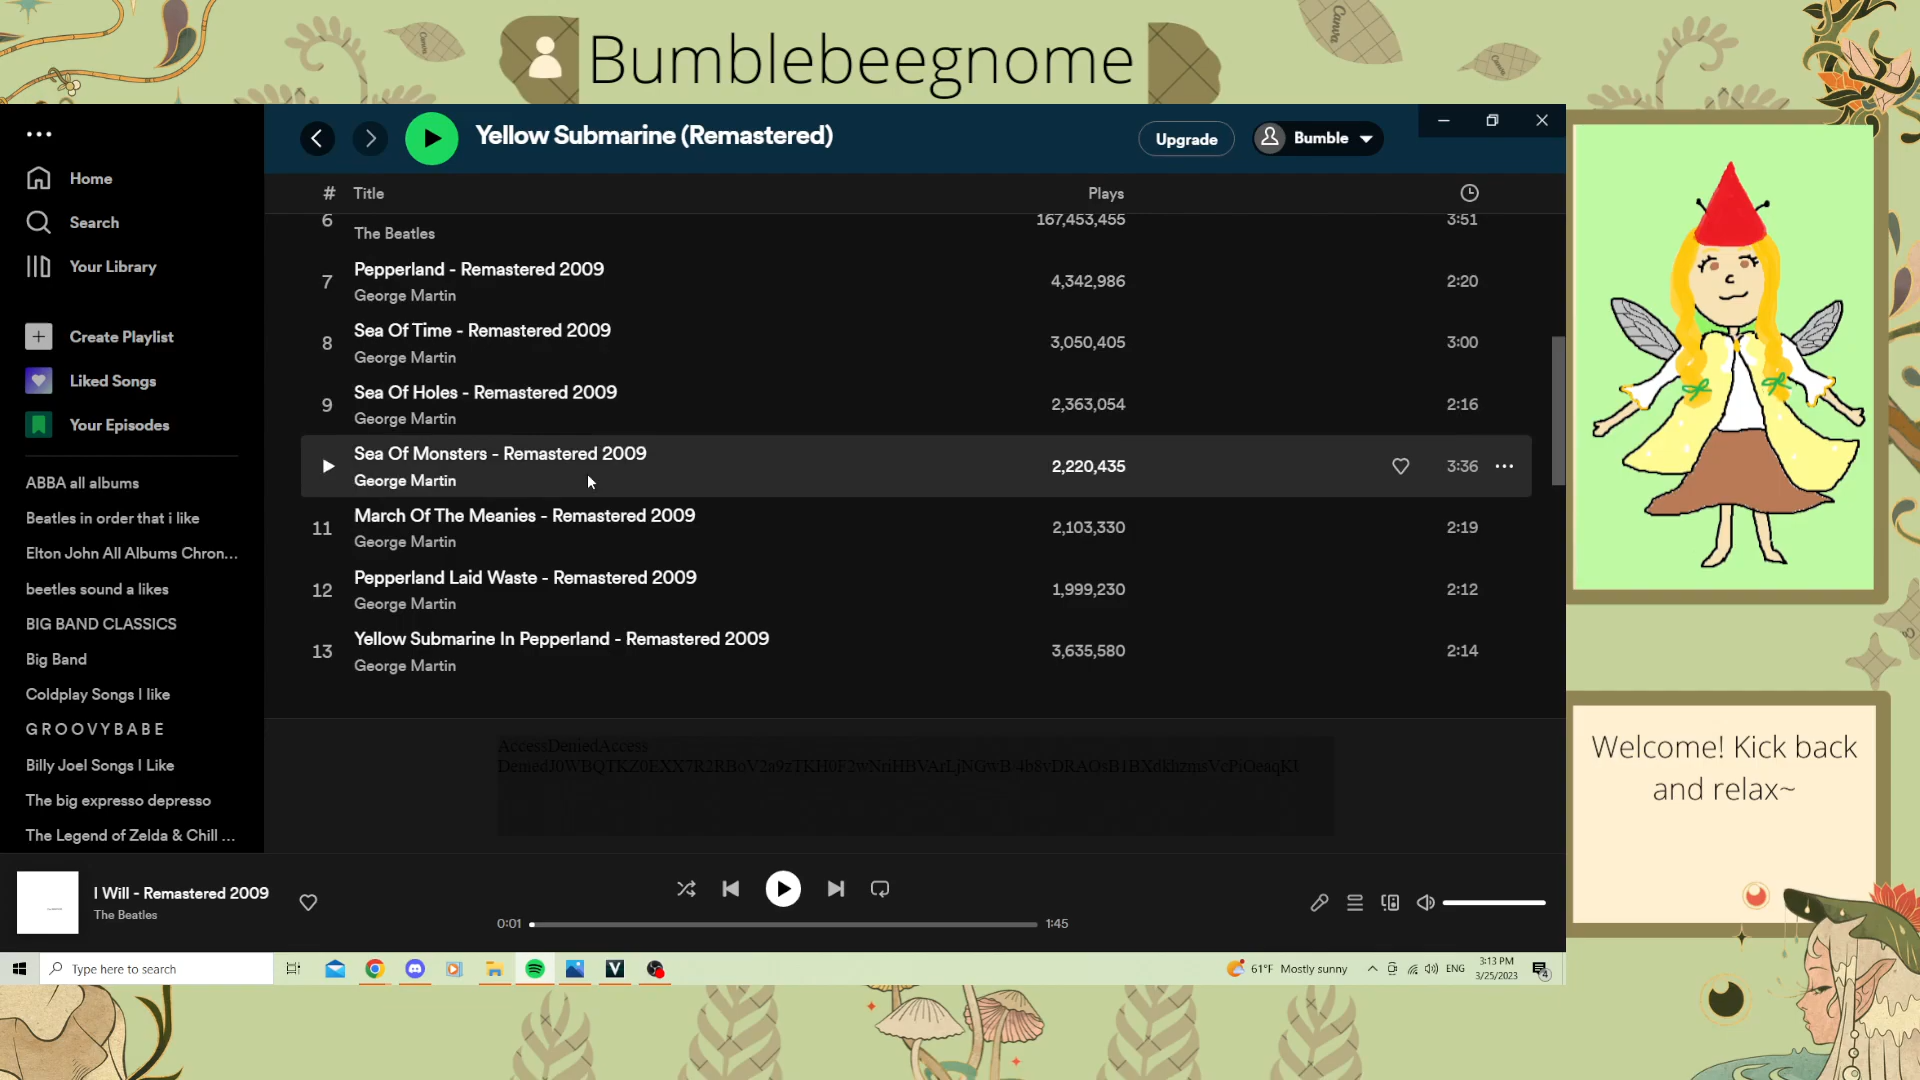 Bumblebeegnome
Canva
Canva
Yellow Submarine (Remastered)
Upgrade
Bumble
Home
Search
Your Library
Create Playlist
Liked Songs
Your Episodes
ABBA all albums
Beatles in order that i like
Elton John All Albums Chron...
beetles sound a likes
BIG BAND CLASSICS
Big Band
Coldplay Songs I like
G R O O V Y B A B E
Billy Joel Songs I Like
The big expresso depresso
The Legend of Zelda & Chill ...
# Title Plays
6 167,453,455 3:51
The Beatles
7 Pepperland - Remastered 2009 4,342,986 2:20
George Martin
8 Sea Of Time - Remastered 2009 3,050,405 3:00
George Martin
9 Sea Of Holes - Remastered 2009 2,363,054 2:16
George Martin
Sea Of Monsters - Remastered 2009 2,220,435 3:36
George Martin
11 March Of The Meanies - Remastered 2009 2,103,330 2:19
George Martin
12 Pepperland Laid Waste - Remastered 2009 1,999,230 2:12
George Martin
13 Yellow Submarine In Pepperland - Remastered 2009 3,635,580 2:14
George Martin
AccessDeniedAccess
I Will - Remastered 2009
The Beatles
0:01 1:45
Type here to search
61°F Mostly sunny
ENG
3:13 PM
3/25/2023
4
Welcome! Kick back
and relax~